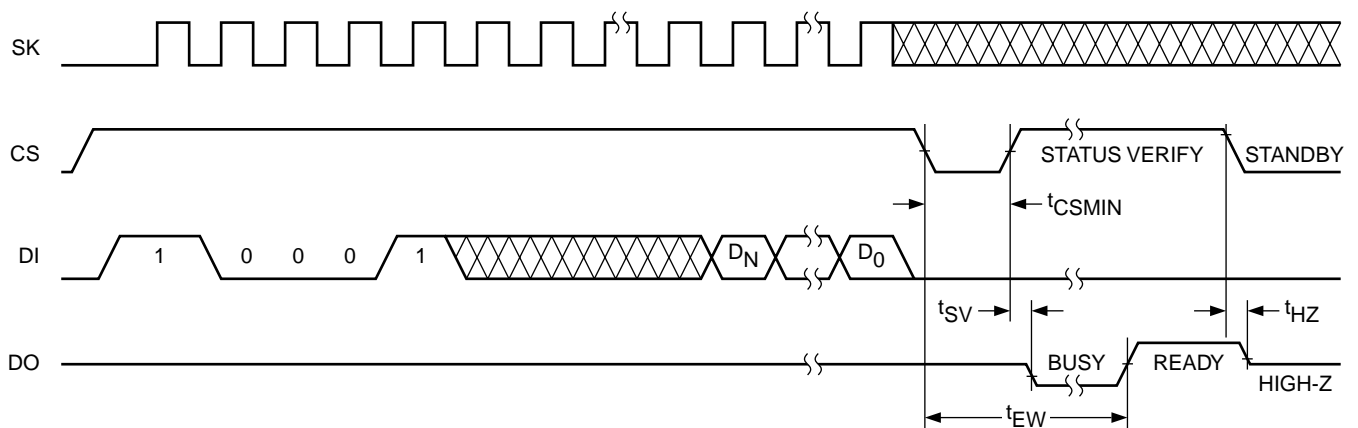 SK
CS
STATUS VERIFY
STANDBY
tCSMIN
DI
1 0 0 0 1
DN
D0
tSV
tHZ
DO
BUSY
READY
HIGH-Z
tEW